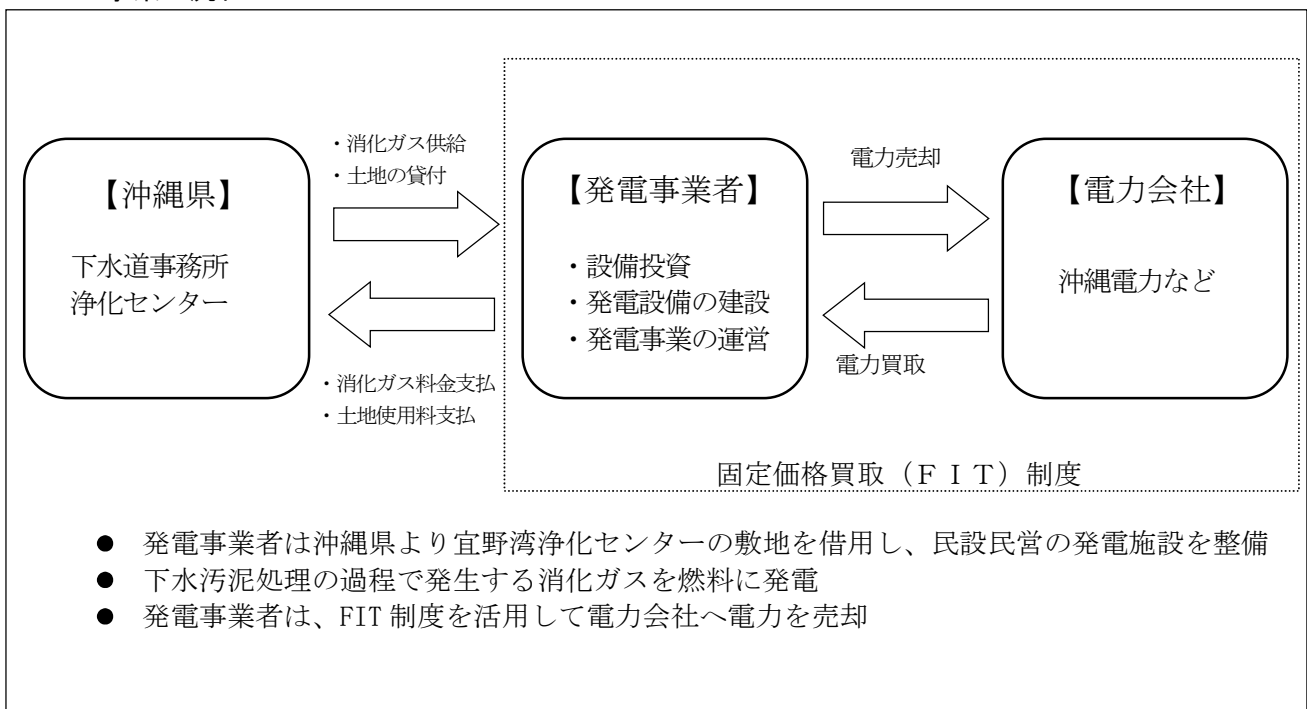 ・消化ガス供給
・土地の貸付
電力売却
【沖縄県】
【発電事業者】
【電力会社】
下水道事務所
浄化センター
・設備投資
・発電設備の建設
・発電事業の運営
沖縄電力など
・消化ガス料金支払
・土地使用料支払
電力買取
固定価格買取(FIT)制度
● 発電事業者は沖縄県より宜野湾浄化センターの敷地を借用し、民設民営の発電施設を整備
● 下水汚泥処理の過程で発生する消化ガスを燃料に発電
● 発電事業者は、FIT制度を活用して電力会社へ電力を売却